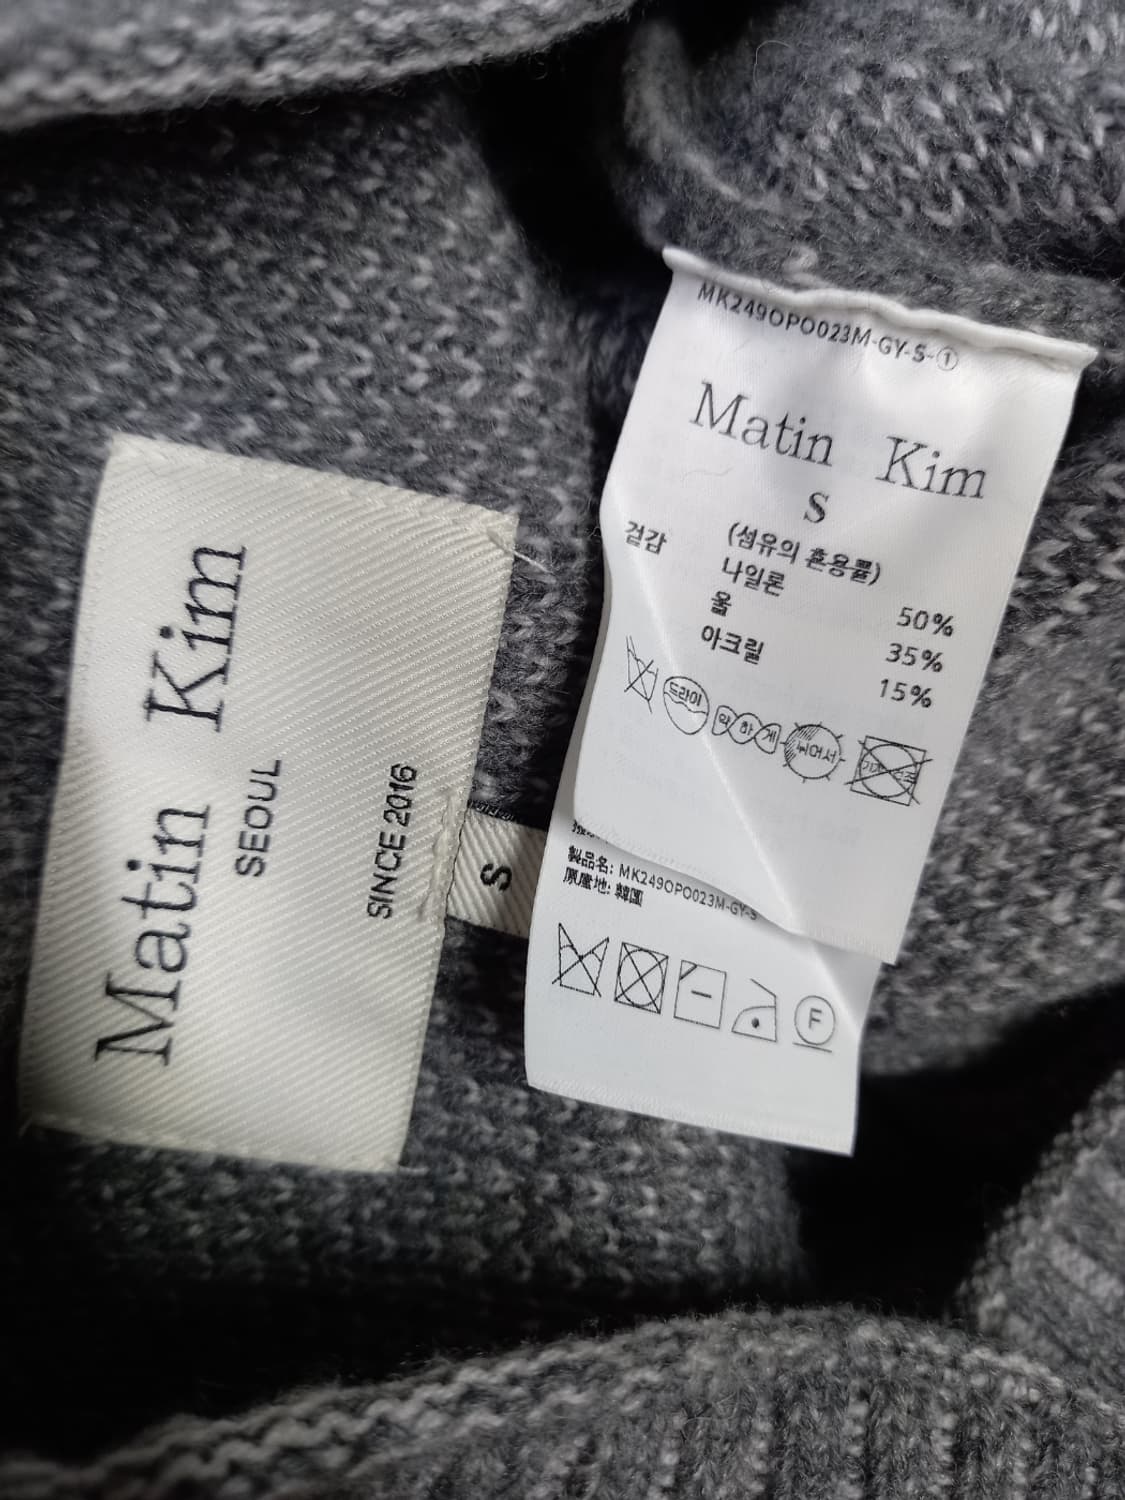 Matin Kim
SEOUL
SINCE 2016
S
MK249OPO023M-GY-S-①
Matin Kim
S
겉감 (섬유의 혼용률)
나일론 50%
울 35%
아크릴 15%
드라이
약하게
뉘어서
製品名: MK249OPO023M-GY-S
原産地: 韓國
F